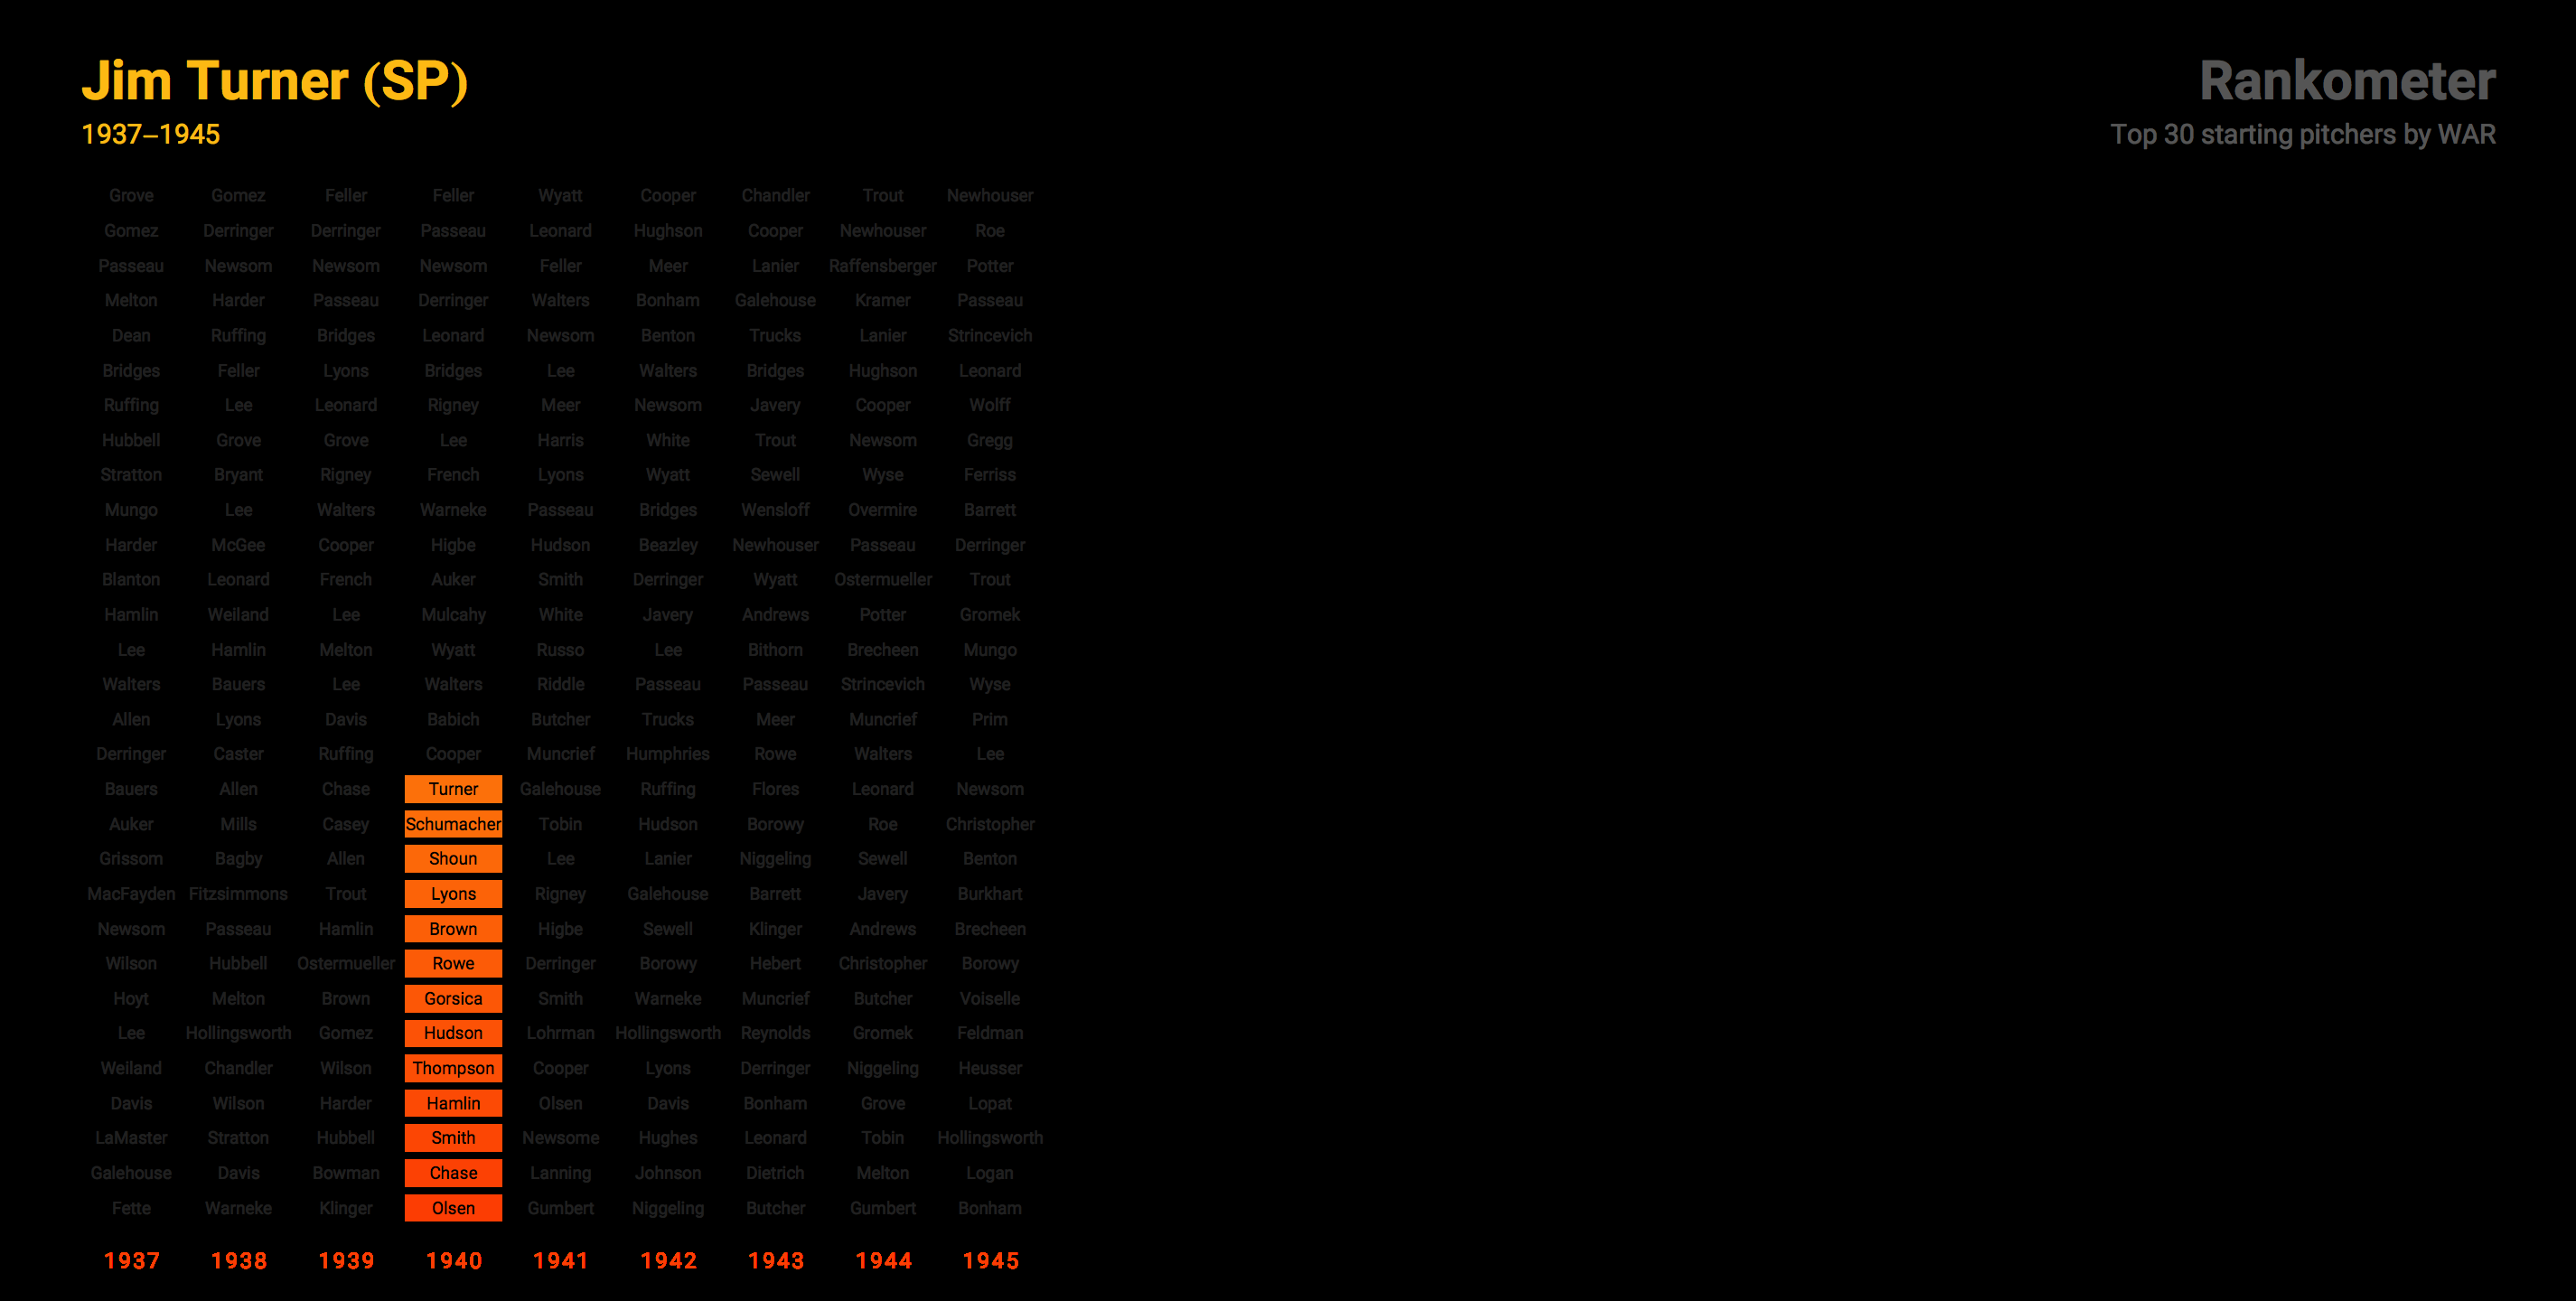 Jim Turner (SP)
1937–1945
Rankometer
Top 30 starting pitchers by WAR
Grove Gomez Feller Feller Wyatt Cooper Chandler Trout Newhouser
Gomez Derringer Derringer Passeau Leonard Hughson Cooper Newhouser Roe
Passeau Newsom Newsom Newsom Feller Meer Lanier Raffensberger Potter
Melton Harder Passeau Derringer Walters Bonham Galehouse Kramer Passeau
Dean Ruffing Bridges Leonard Newsom Benton Trucks Lanier Strincevich
Bridges Feller Lyons Bridges Lee Walters Bridges Hughson Leonard
Ruffing Lee Leonard Rigney Meer Newsom Javery Cooper Wolff
Hubbell Grove Grove Lee Harris White Trout Newsom Gregg
Stratton Bryant Rigney French Lyons Wyatt Sewell Wyse Ferriss
Mungo Lee Walters Warneke Passeau Bridges Wensloff Overmire Barrett
Harder McGee Cooper Higbe Hudson Beazley Newhouser Passeau Derringer
Blanton Leonard French Auker Smith Derringer Wyatt Ostermueller Trout
Hamlin Weiland Lee Mulcahy White Javery Andrews Potter Gromek
Lee Hamlin Melton Wyatt Russo Lee Bithorn Brecheen Mungo
Walters Bauers Lee Walters Riddle Passeau Passeau Strincevich Wyse
Allen Lyons Davis Babich Butcher Trucks Meer Muncrief Prim
Derringer Caster Ruffing Cooper Muncrief Humphries Rowe Walters Lee
Bauers Allen Chase Turner Galehouse Ruffing Flores Leonard Newsom
Auker Mills Casey Schumacher Tobin Hudson Borowy Roe Christopher
Grissom Bagby Allen Shoun Lee Lanier Niggeling Sewell Benton
MacFayden Fitzsimmons Trout Lyons Rigney Galehouse Barrett Javery Burkhart
Newsom Passeau Hamlin Brown Higbe Sewell Klinger Andrews Brecheen
Wilson Hubbell Ostermueller Rowe Derringer Borowy Hebert Christopher Borowy
Hoyt Melton Brown Gorsica Smith Warneke Muncrief Butcher Voiselle
Lee Hollingsworth Gomez Hudson Lohrman Hollingsworth Reynolds Gromek Feldman
Weiland Chandler Wilson Thompson Cooper Lyons Derringer Niggeling Heusser
Davis Wilson Harder Hamlin Olsen Davis Bonham Grove Lopat
LaMaster Stratton Hubbell Smith Newsome Hughes Leonard Tobin Hollingsworth
Galehouse Davis Bowman Chase Lanning Johnson Dietrich Melton Logan
Fette Warneke Klinger Olsen Gumbert Niggeling Butcher Gumbert Bonham
1937 1938 1939 1940 1941 1942 1943 1944 1945